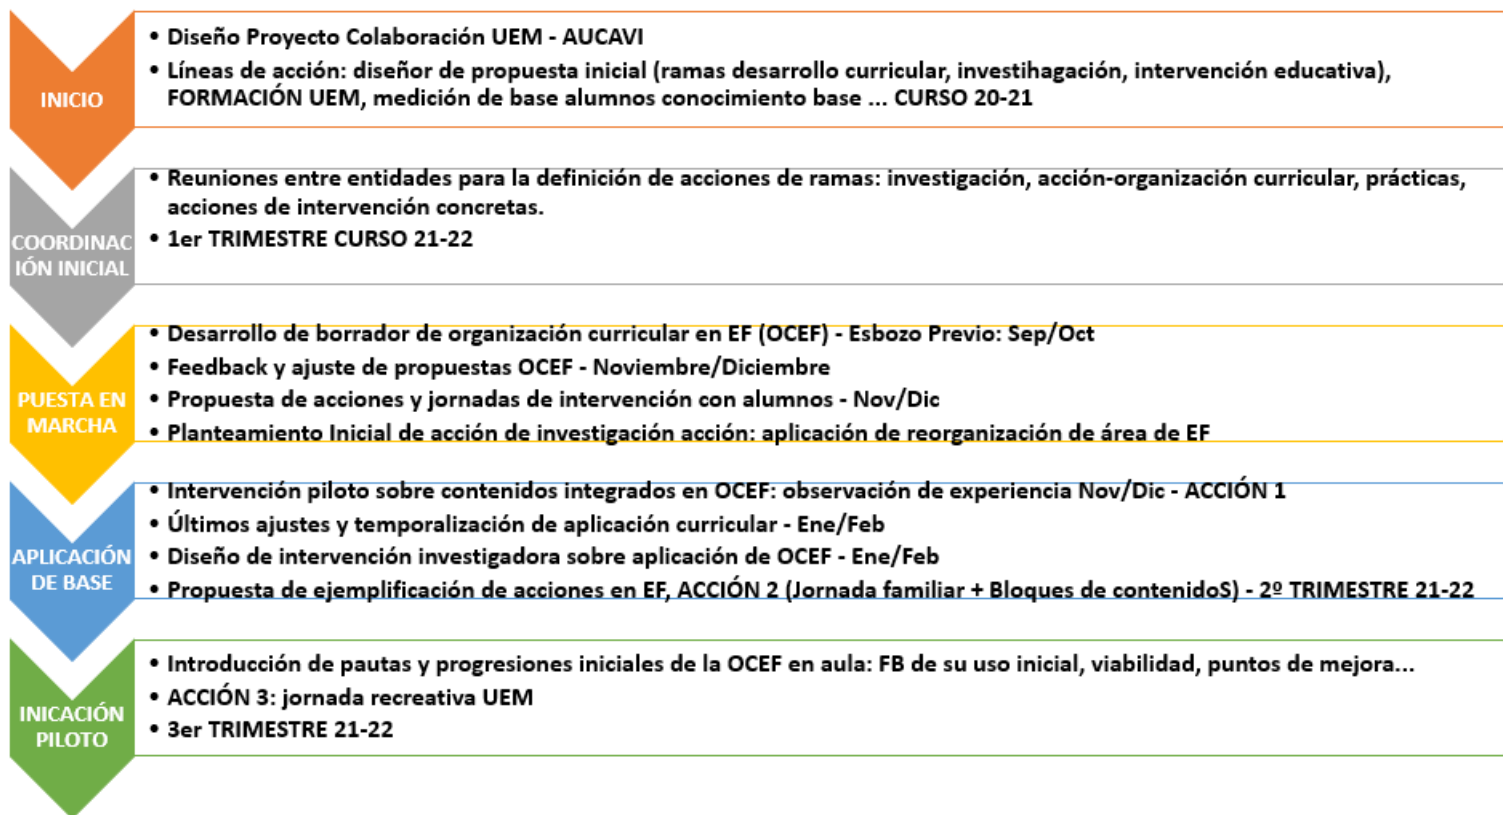 INICIO
• Diseño Proyecto Colaboración UEM - AUCAVI
• Líneas de acción: diseñor de propuesta inicial (ramas desarrollo curricular, investihagación, intervención educativa),
FORMACIÓN UEM, medición de base alumnos conocimiento base ... CURSO 20-21
COORDINAC
IÓN INICIAL
• Reuniones entre entidades para la definición de acciones de ramas: investigación, acción-organización curricular, prácticas,
acciones de intervención concretas.
• 1er TRIMESTRE CURSO 21-22
PUESTA EN
MARCHA
• Desarrollo de borrador de organización curricular en EF (OCEF) - Esbozo Previo: Sep/Oct
• Feedback y ajuste de propuestas OCEF - Noviembre/Diciembre
• Propuesta de acciones y jornadas de intervención con alumnos - Nov/Dic
• Planteamiento Inicial de acción de investigación acción: aplicación de reorganización de área de EF
APLICACIÓN
DE BASE
• Intervención piloto sobre contenidos integrados en OCEF: observación de experiencia Nov/Dic - ACCIÓN 1
• Últimos ajustes y temporalización de aplicación curricular - Ene/Feb
• Diseño de intervención investigadora sobre aplicación de OCEF - Ene/Feb
• Propuesta de ejemplificación de acciones en EF, ACCIÓN 2 (Jornada familiar + Bloques de contenidoS) - 2º TRIMESTRE 21-22
INICACIÓN
PILOTO
• Introducción de pautas y progresiones iniciales de la OCEF en aula: FB de su uso inicial, viabilidad, puntos de mejora...
• ACCIÓN 3: jornada recreativa UEM
• 3er TRIMESTRE 21-22